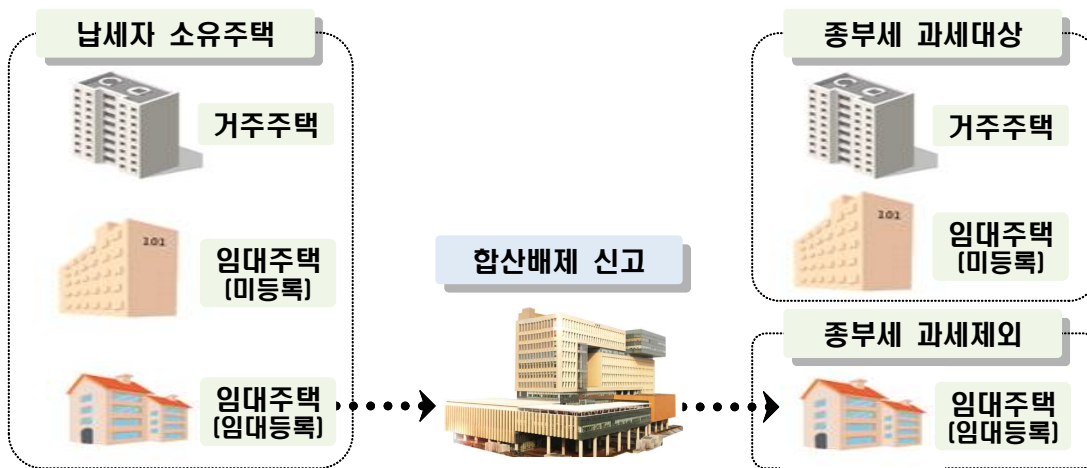 납세자 소유주택
거주주택
101
임대주택
(미등록)
임대주택
(임대등록)
합산배제 신고
종부세 과세대상
거주주택
101
임대주택
(미등록)
종부세 과세제외
임대주택
(임대등록)